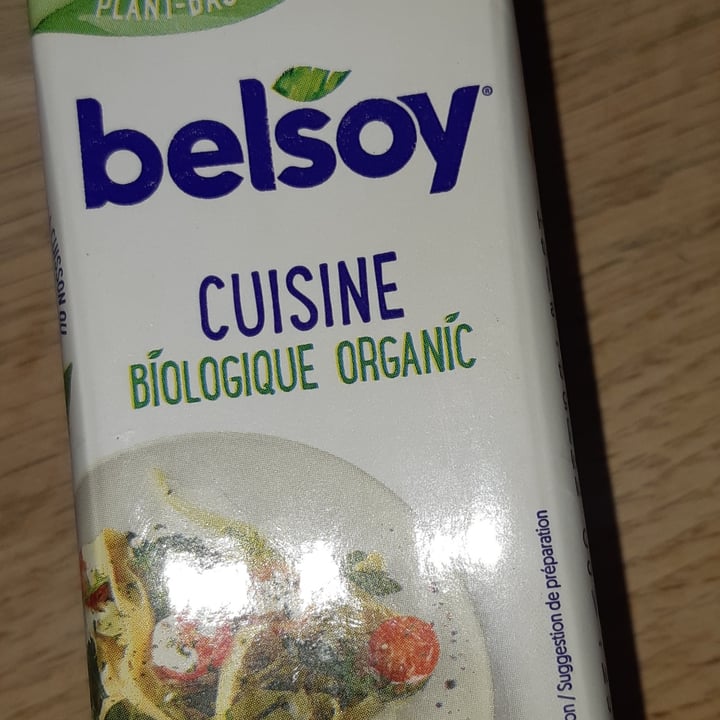 belsoy®
CUISINE
BIOLOGIQUE ORGANIC
/ Suggestion de préparation